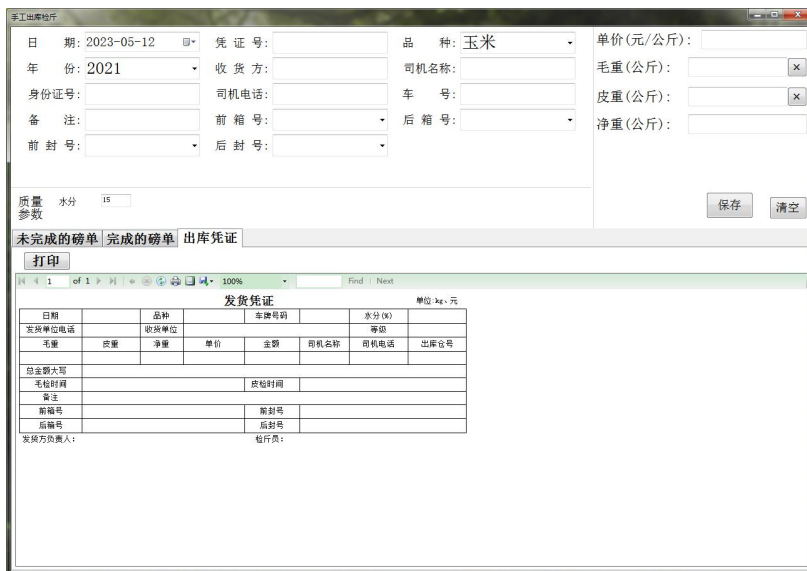 手工出库检斤
日 期: 2023-05-12 凭 证 号: 品 种: 玉米 单价(元/公斤):
年 份: 2021 收 货 方: 司机名称: 毛重(公斤):
身份证号: 司机电话: 车 号: 皮重(公斤):
备 注: 前 箱 号: 后 箱 号: 净重(公斤):
前 封 号: 后 封 号:
质量参数 水分 15 保存 清空
未完成的磅单 完成的磅单 出库凭证
打印
1 of 1 100% Find | Next
发货凭证 单位:kg、元
日期 品种 车牌号码 水分(%)
发货单位电话 收货单位 等级
毛重 皮重 净重 单价 金额 司机名称 司机电话 出库仓号
总金额大写
毛检时间 皮检时间
备注
前箱号 前封号
后箱号 后封号
发货方负责人: 检斤员: